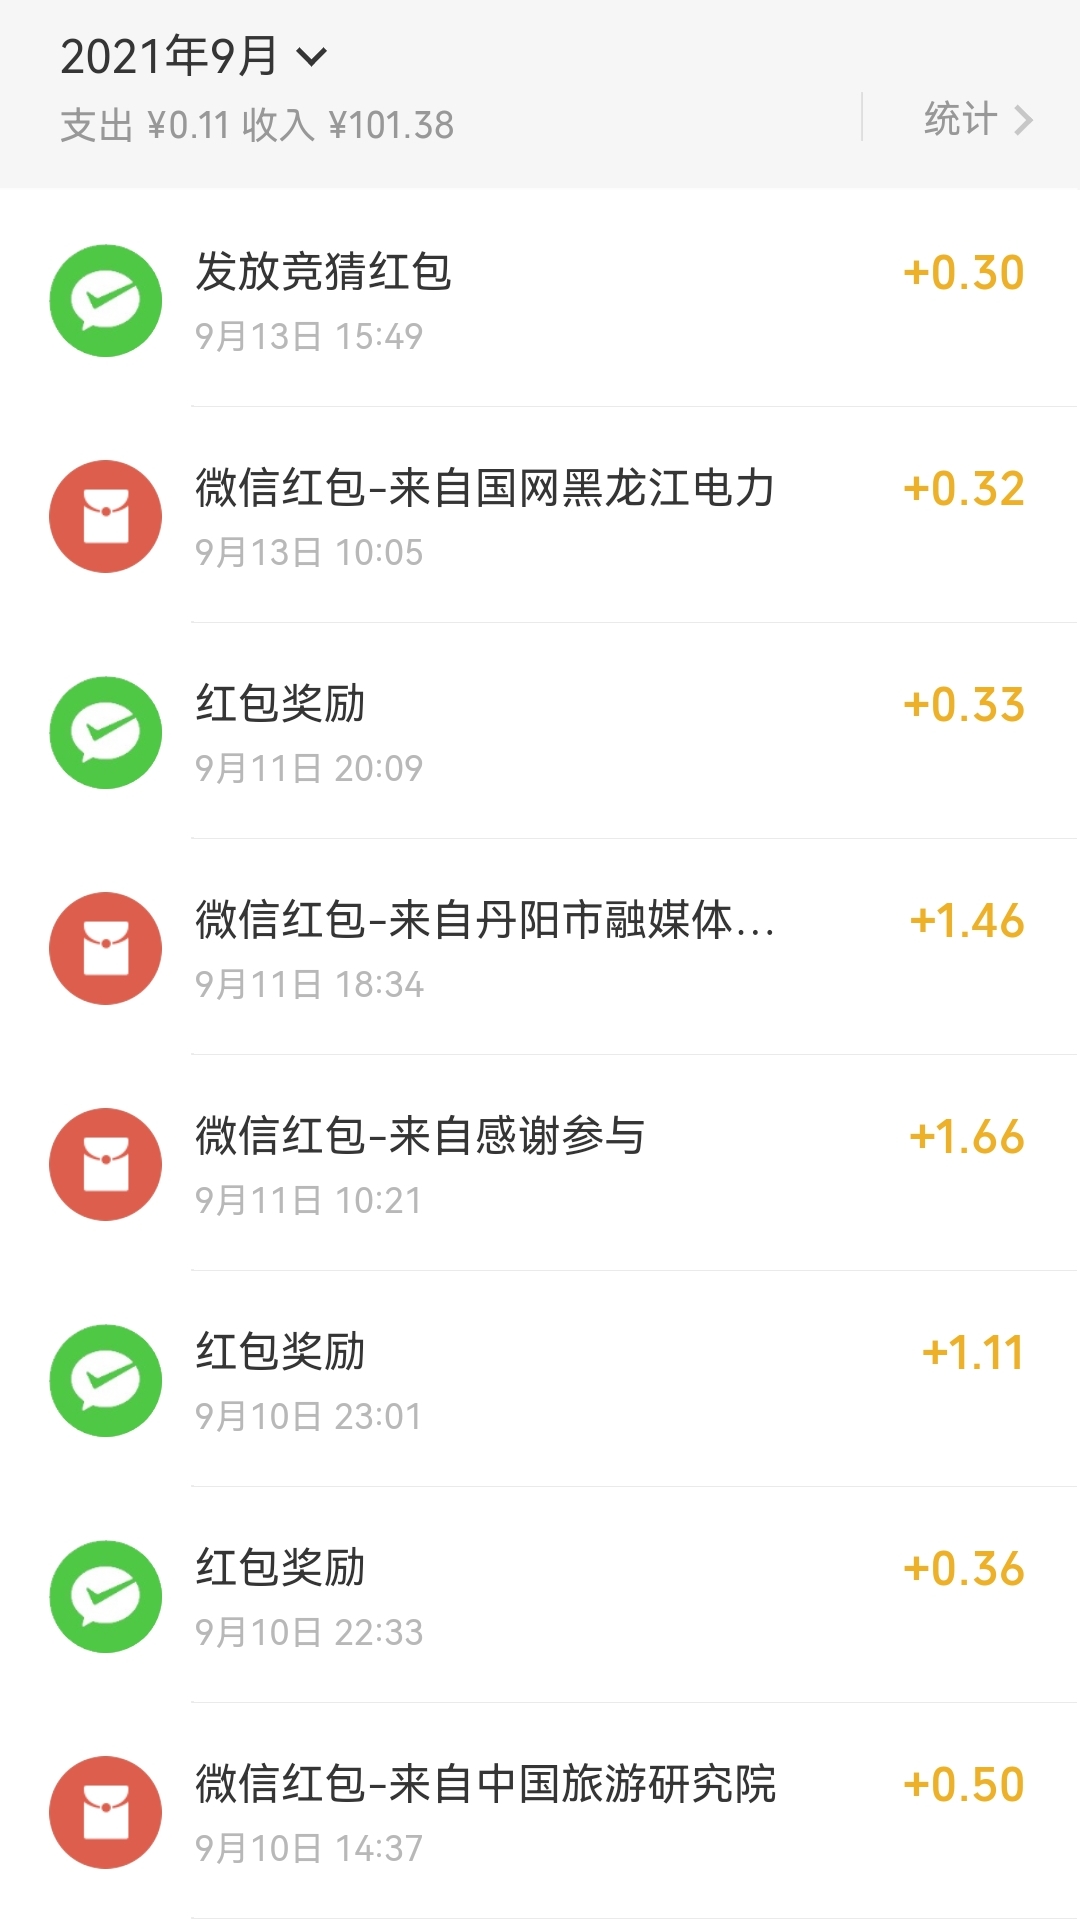 2021年9月
支出 ¥0.11 收入 ¥101.38
统计
发放竞猜红包 +0.30
9月13日 15:49
微信红包-来自国网黑龙江电力 +0.32
9月13日 10:05
红包奖励 +0.33
9月11日 20:09
微信红包-来自丹阳市融媒体... +1.46
9月11日 18:34
微信红包-来自感谢参与 +1.66
9月11日 10:21
红包奖励 +1.11
9月10日 23:01
红包奖励 +0.36
9月10日 22:33
微信红包-来自中国旅游研究院 +0.50
9月10日 14:37